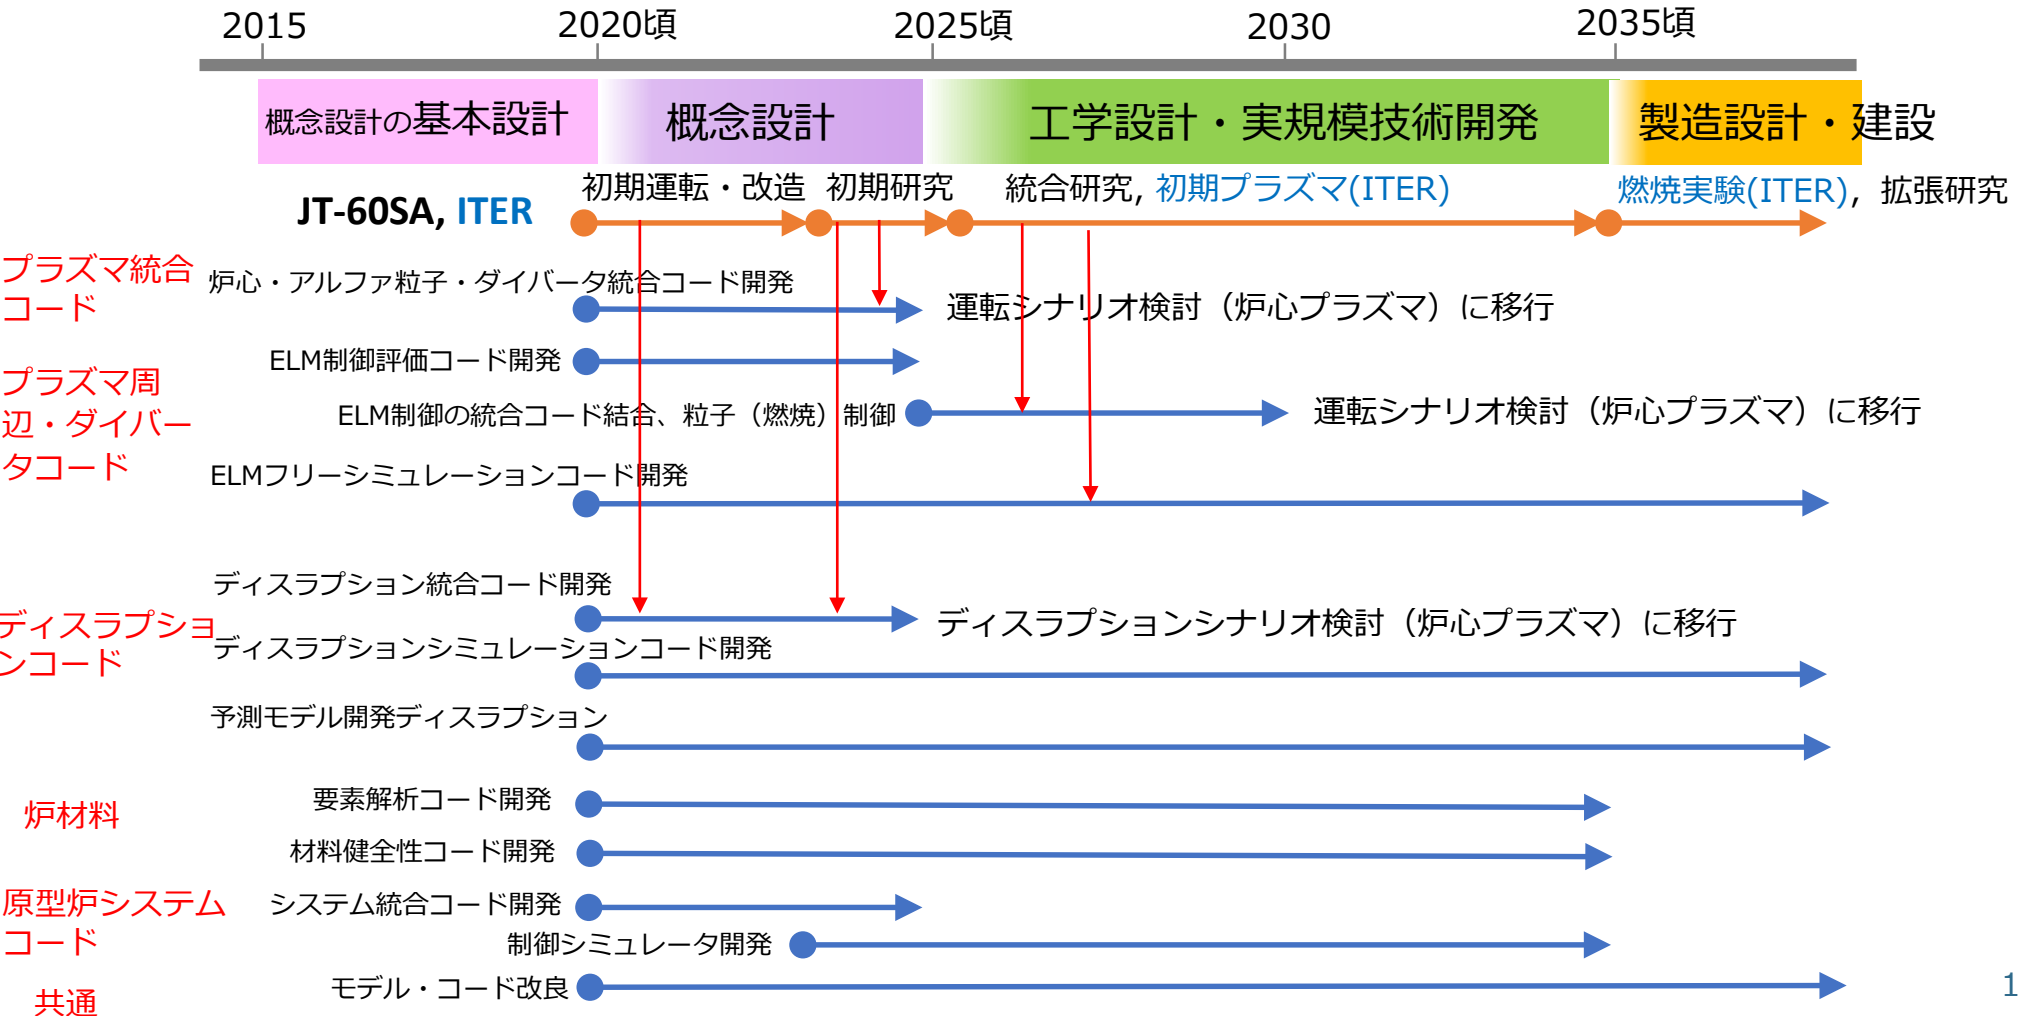 2015 2020頃 2025頃 2030 2035頃
概念設計の基本設計 概念設計 工学設計・実規模技術開発 製造設計・建設
初期運転・改造 初期研究 統合研究, 初期プラズマ(ITER) 燃焼実験(ITER), 拡張研究
JT-60SA, ITER
プラズマ統合
コード
炉心・アルファ粒子・ダイバータ統合コード開発
運転シナリオ検討（炉心プラズマ）に移行
プラズマ周
辺・ダイバー
タコード
ELM制御評価コード開発
ELM制御の統合コード結合、粒子（燃焼）制御
運転シナリオ検討（炉心プラズマ）に移行
ELMフリーシミュレーションコード開発
ディスラプション統合コード開発
ディスラプショ
ンコード
ディスラプションシナリオ検討（炉心プラズマ）に移行
ディスラプションシミュレーションコード開発
予測モデル開発ディスラプション
炉材料
要素解析コード開発
材料健全性コード開発
原型炉システム
コード
システム統合コード開発
制御シミュレータ開発
共通
モデル・コード改良
1